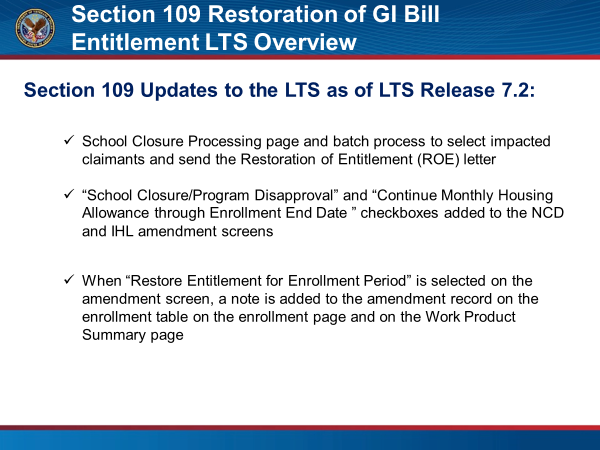 Section 109 Restoration of GI Bill
Entitlement LTS Overview
Section 109 Updates to the LTS as of LTS Release 7.2:
✓ School Closure Processing page and batch process to select impacted
claimants and send the Restoration of Entitlement (ROE) letter
✓ “School Closure/Program Disapproval” and “Continue Monthly Housing
Allowance through Enrollment End Date ” checkboxes added to the NCD
and IHL amendment screens
✓ When “Restore Entitlement for Enrollment Period” is selected on the
amendment screen, a note is added to the amendment record on the
enrollment table on the enrollment page and on the Work Product
Summary page